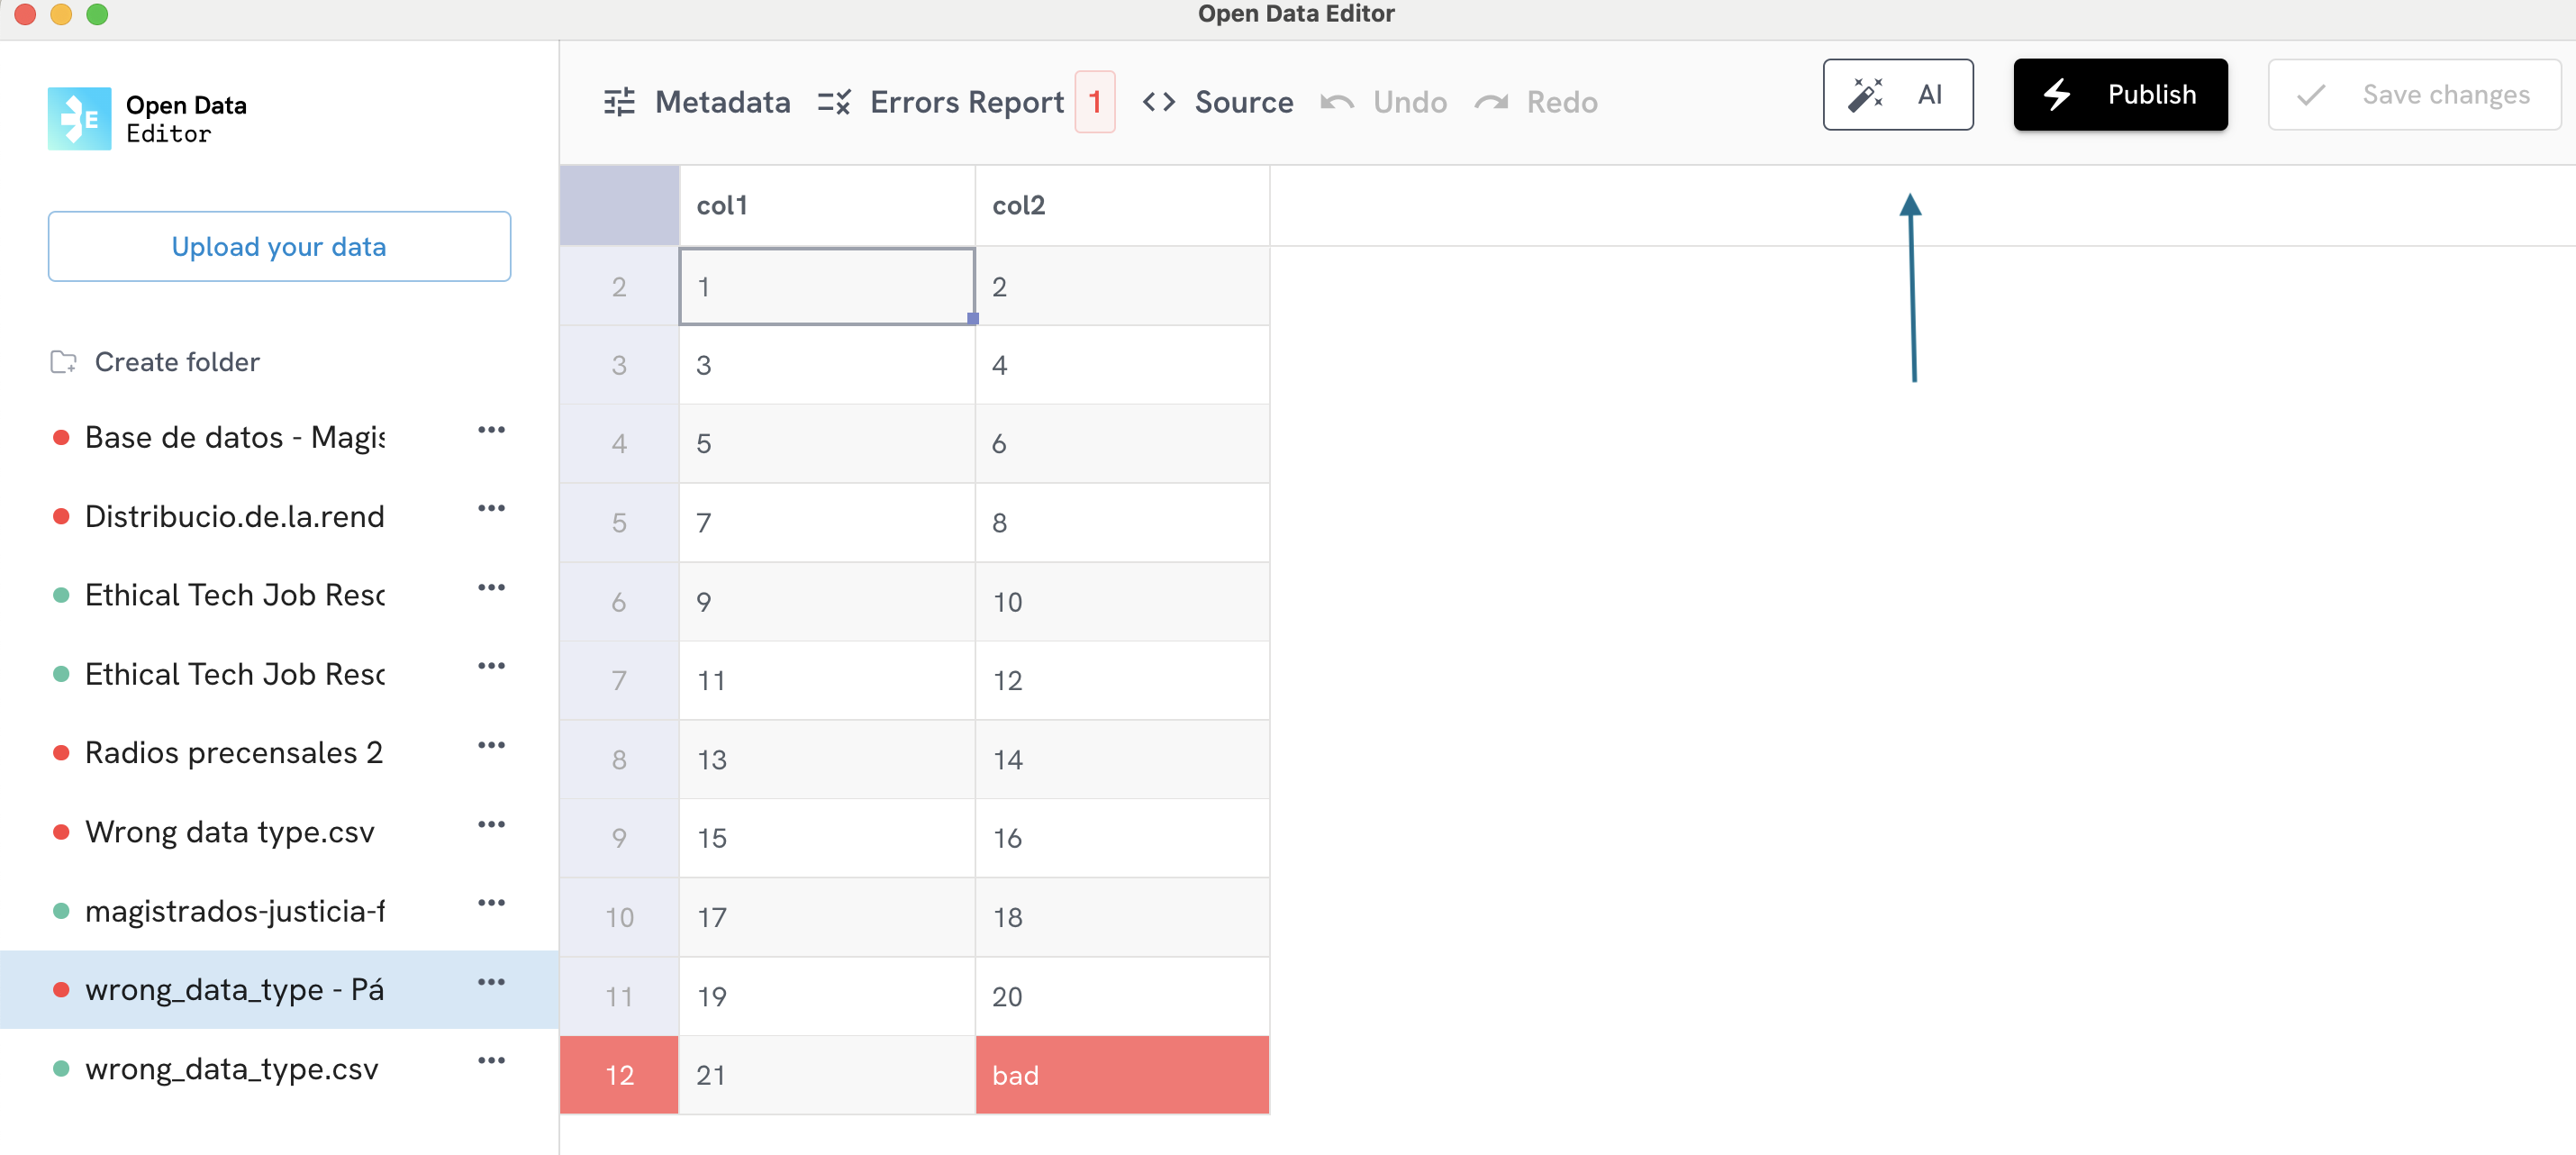 Open Data Editor
Open Data
Editor
E
Upload your data
Create folder
Base de datos - Magis
Distribucio.de.la.rend
Ethical Tech Job Resc
Ethical Tech Job Resc
Radios precensales 2
Wrong data type.csv
magistrados-justicia-f
wrong_data_type - Pá
wrong_data_type.csv
Metadata Errors Report 1 Source Undo Redo AI Publish Save changes
col1 col2
2 1 2
3 3 4
4 5 6
5 7 8
6 9 10
7 11 12
8 13 14
9 15 16
10 17 18
11 19 20
12 21 bad